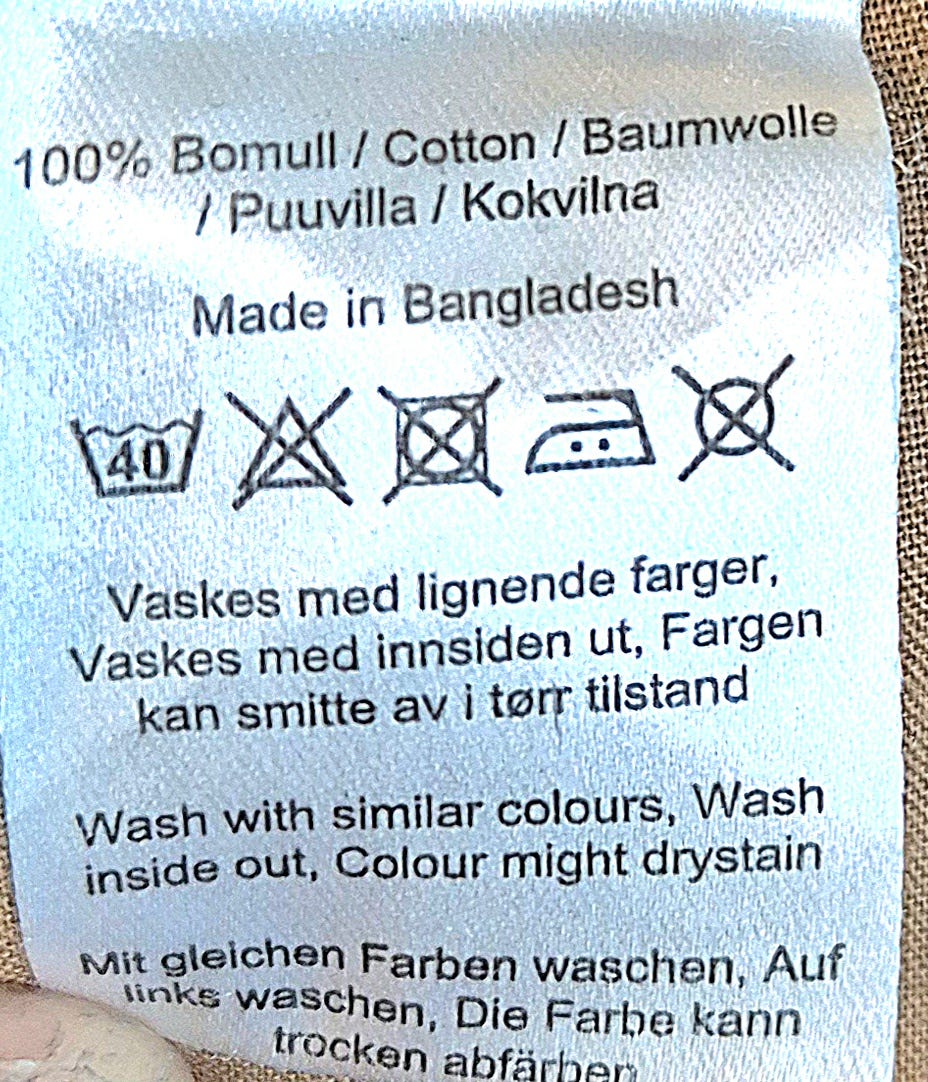 100% Bomull / Cotton / Baumwolle
/ Puuvilla / Kokvilna
Made in Bangladesh
40
Vaskes med lignende farger,
Vaskes med innsiden ut, Fargen
kan smitte av i tørr tilstand
Wash with similar colours, Wash
inside out, Colour might drystain
Mit gleichen Farben waschen, Auf
links waschen, Die Farbe kann
trocken abfärben